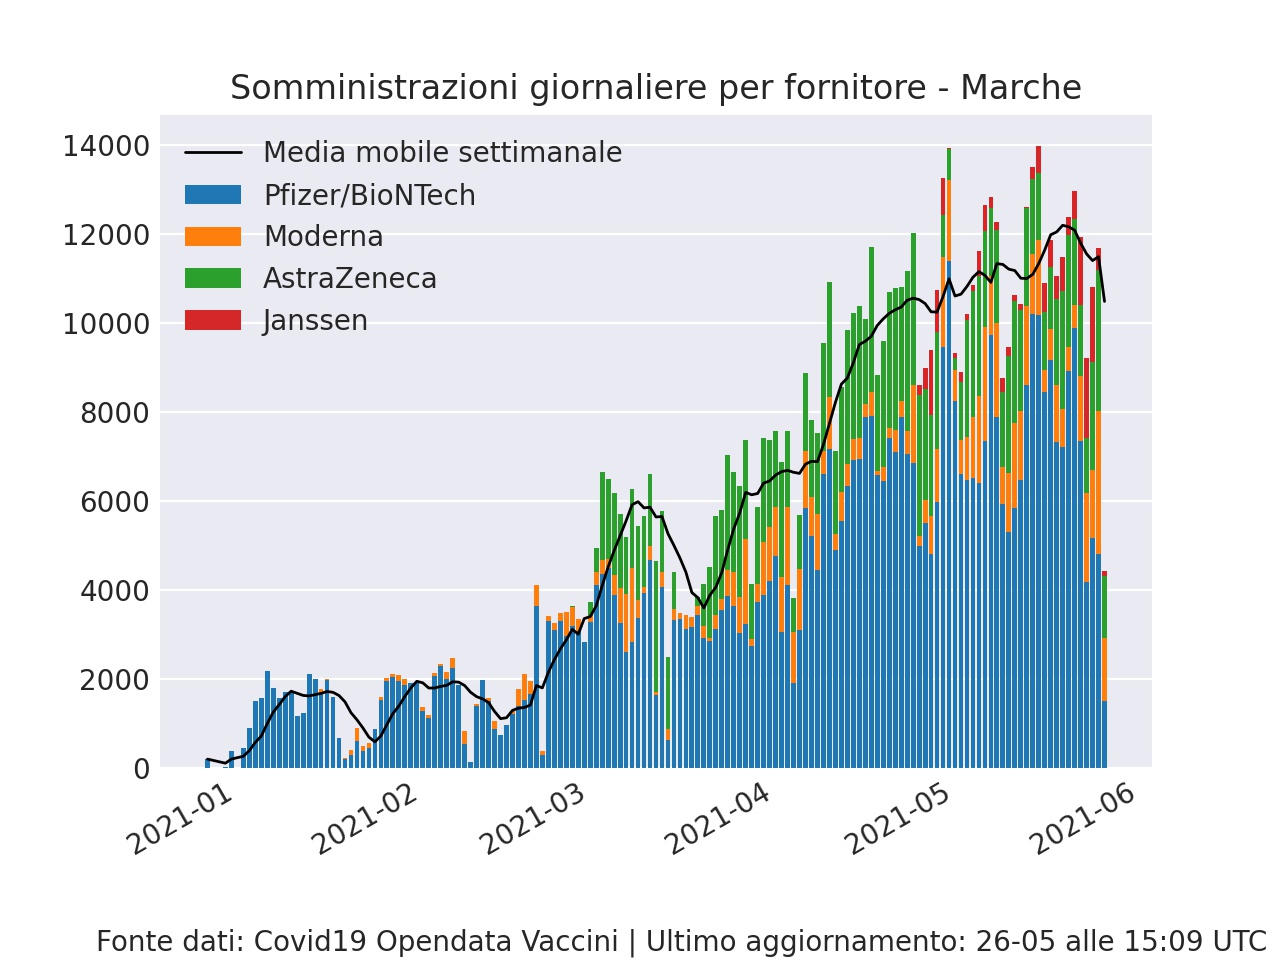 Somministrazioni giornaliere per fornitore - Marche
Media mobile settimanale
Pfizer/BioNTech
Moderna
AstraZeneca
Janssen
14000
12000
10000
8000
6000
4000
2000
0
2021-01
2021-02
2021-03
2021-04
2021-05
2021-06
Fonte dati: Covid19 Opendata Vaccini | Ultimo aggiornamento: 26-05 alle 15:09 UTC